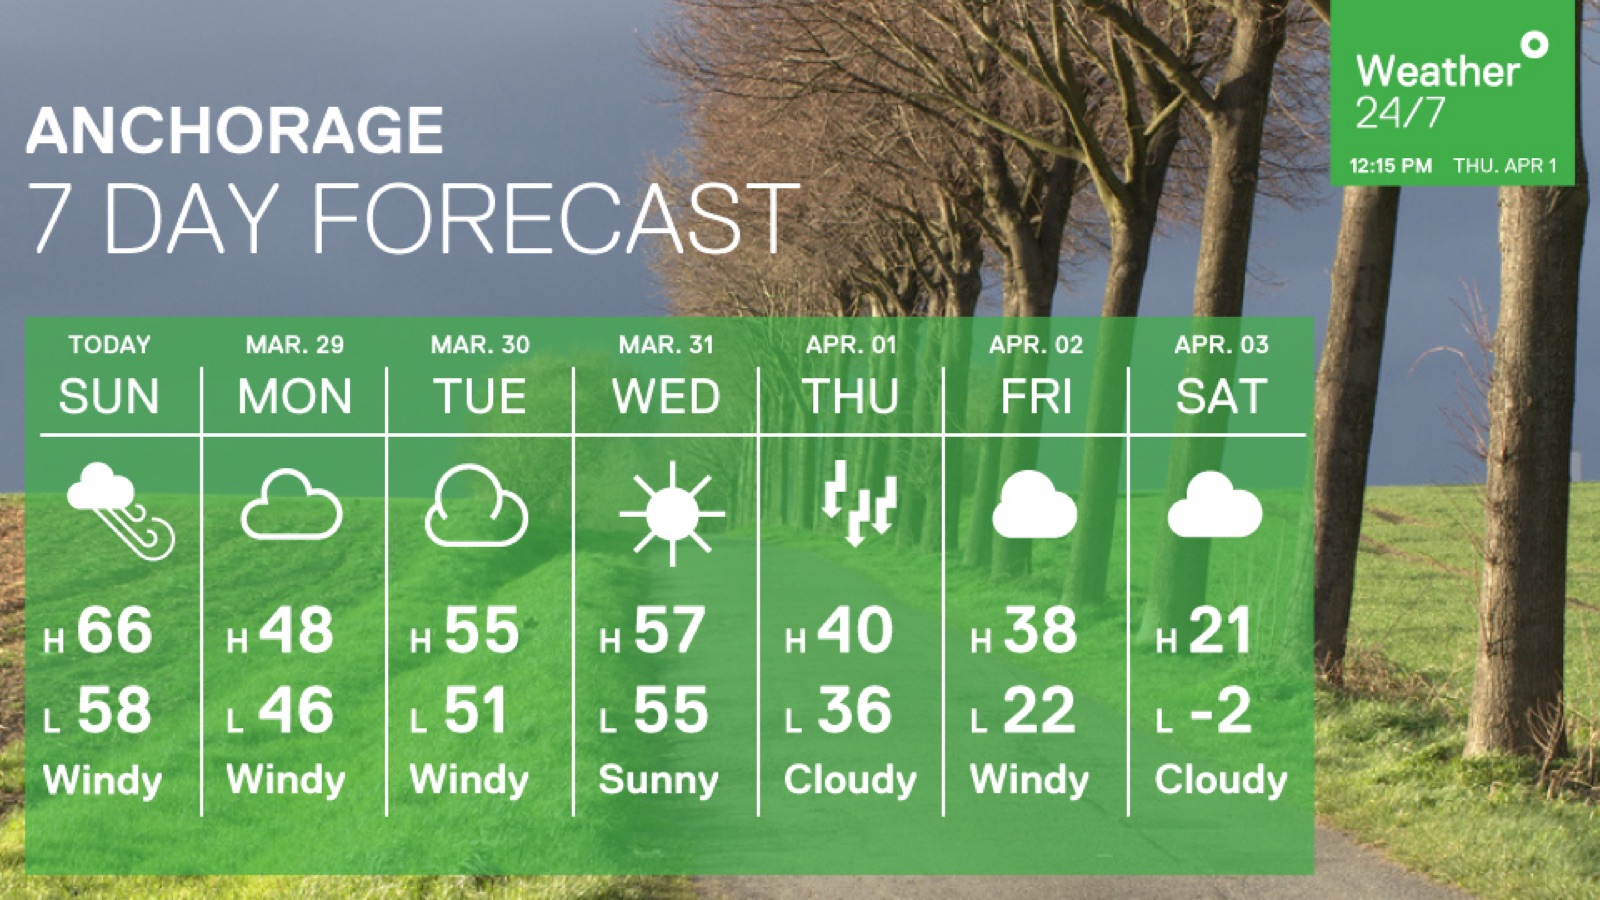 Weather
24/7
12:15 PM THU. APR 1
ANCHORAGE
7 DAY FORECAST
TODAY MAR. 29 MAR. 30 MAR. 31 APR. 01 APR. 02 APR. 03
SUN MON TUE WED THU FRI SAT
H 66 H 48 H 55 H 57 H 40 H 38 H 21
L 58 L 46 L 51 L 55 L 36 L 22 L -2
Windy Windy Windy Sunny Cloudy Windy Cloudy